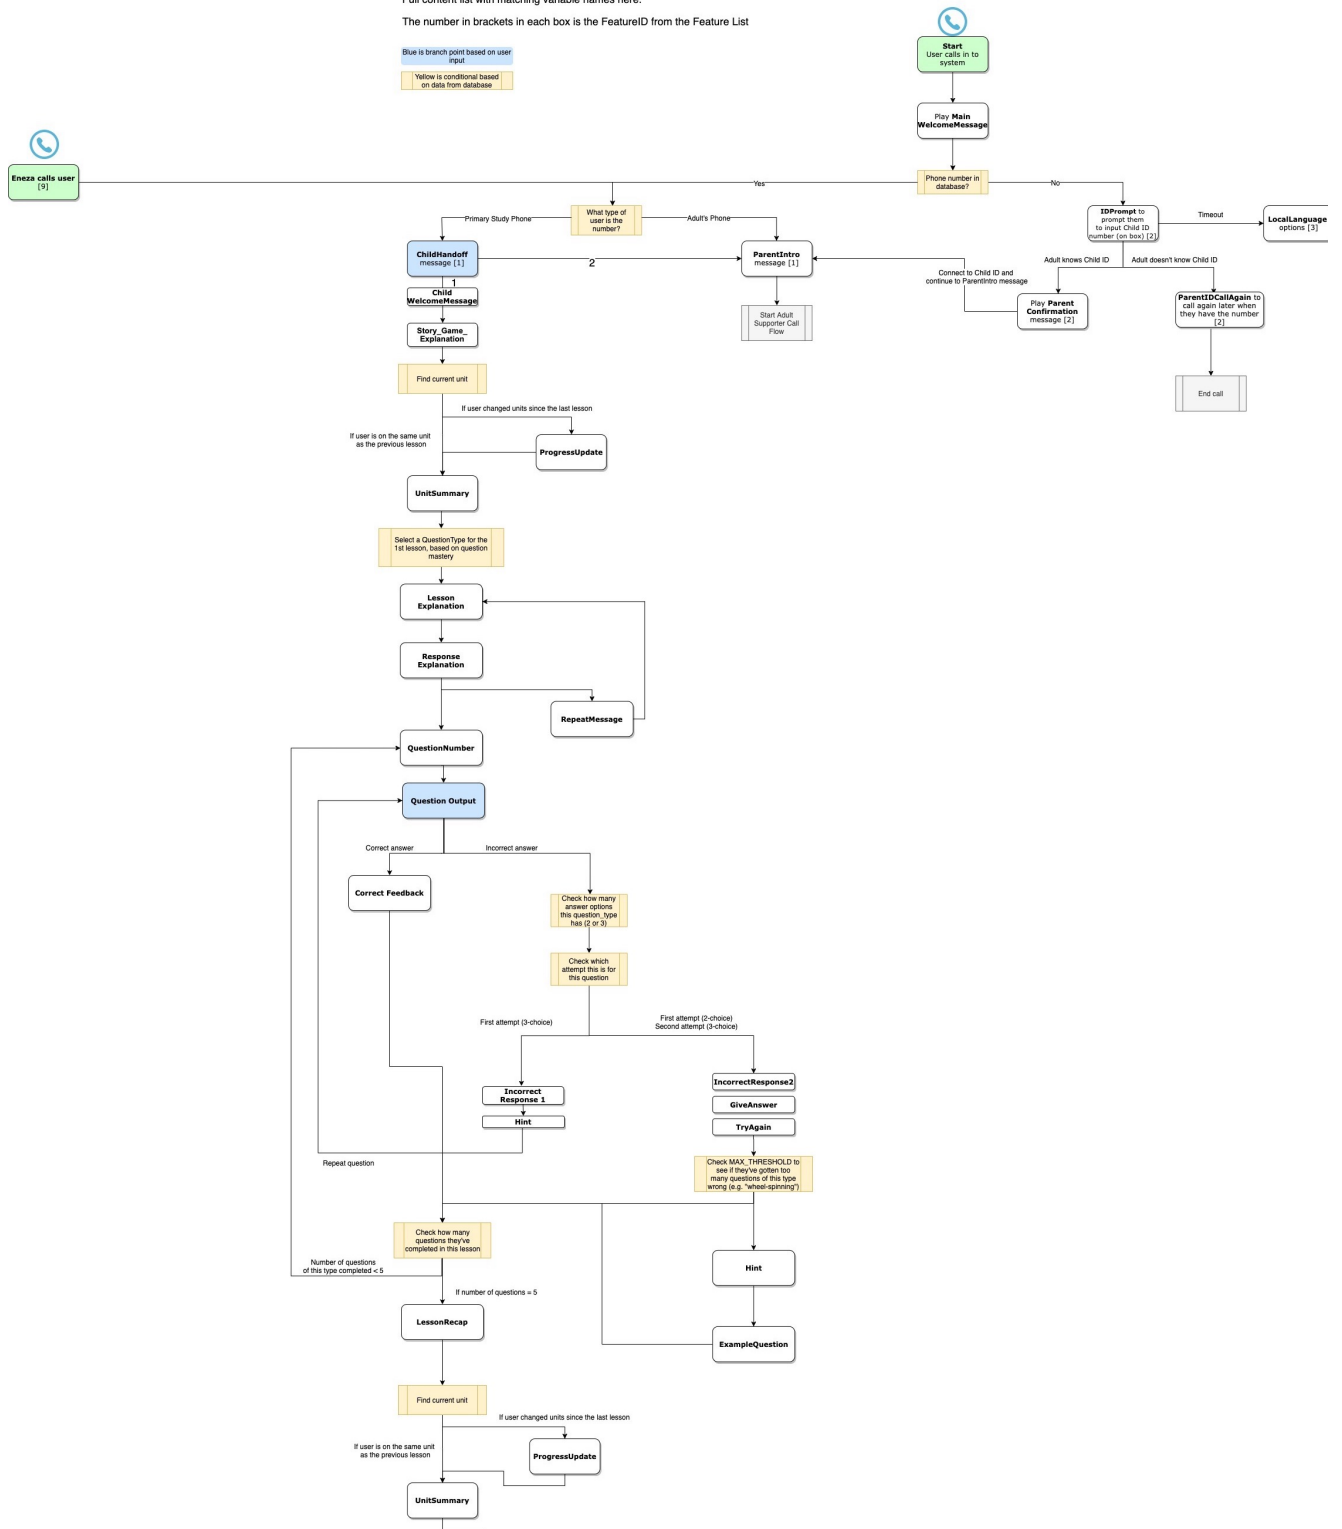 Full content list with matching variable names here.
The number in brackets in each box is the FeatureID from the Feature List
Blue is branch point based on user
input
Yellow is conditional based
on data from database
Start
User calls in to
system
Play Main
WelcomeMessage
Eneza calls user
[9]
Phone number in
database?
Yes
No
What type of
user is the
number?
Primary Study Phone
Adult's Phone
IDPrompt to
prompt them
to input Child ID
number (on box) [2]
Timeout
LocalLanguage
options [3]
ChildHandoff
message [1]
2
ParentIntro
message [1]
Adult knows Child ID
Adult doesn't know Child ID
Connect to Child ID and
continue to ParentIntro message
1
Child
WelcomeMessage
Play Parent
Confirmation
message [2]
ParentIDCallAgain to
call again later when
they have the number
[2]
Start Adult
Supporter Call
Flow
Story_Game_
Explanation
Find current unit
End call
If user changed units since the last lesson
If user is on the same unit
as the previous lesson
ProgressUpdate
UnitSummary
Select a QuestionType for the
1st lesson, based on question
mastery
Lesson
Explanation
Response
Explanation
RepeatMessage
QuestionNumber
Question Output
Correct answer
Incorrect answer
Correct Feedback
Check how many
answer options
this question_type
has (2 or 3)
Check which
attempt this is for
this question
First attempt (3-choice)
First attempt (2-choice)
Second attempt (3-choice)
Incorrect
Response 1
Hint
IncorrectResponse2
GiveAnswer
TryAgain
Repeat question
Check MAX_THRESHOLD to
see if they've gotten too
many questions of this type
wrong (e.g. "wheel-spinning")
Check how many
questions they've
completed in this lesson
Number of questions
of this type completed < 5
Hint
If number of questions = 5
LessonRecap
ExampleQuestion
Find current unit
If user changed units since the last lesson
If user is on the same unit
as the previous lesson
ProgressUpdate
UnitSummary